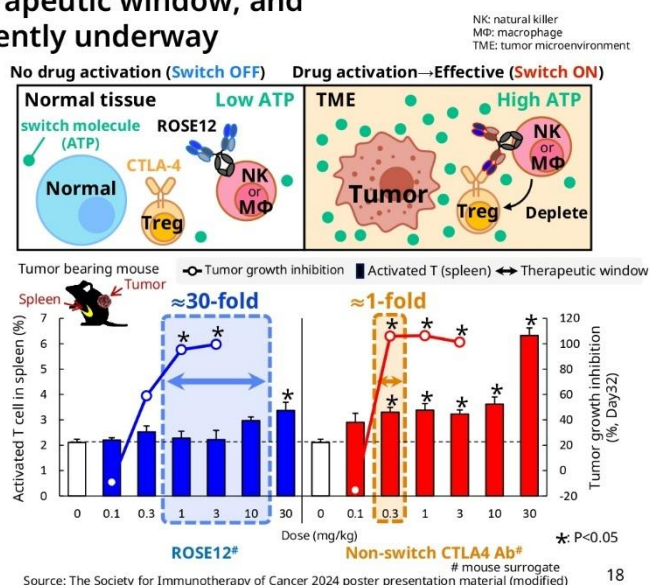 rapeutic window, and
ently underway
NK: natural killer
MΦ: macrophage
TME: tumor microenvironment
No drug activation (Switch OFF)
Drug activation→Effective (Switch ON)
Normal tissue
Low ATP
switch molecule
(ATP)
ROSE12
CTLA-4
Normal
Treg
NK
or
MΦ
TME
High ATP
Tumor
NK
or
MΦ
Treg
Deplete
Tumor bearing mouse
Spleen
Tumor
Tumor growth inhibition
Activated T (spleen)
Therapeutic window
≈30-fold
≈1-fold
Activated T cell in spleen (%)
7
6
5
4
3
2
1
0
* * *
* * * * * * * *
120
100
80
60
40
20
0
-20
Tumor growth inhibition
(%, Day32)
0 0.1 0.3 1 3 10 30 0 0.1 0.3 1 3 10 30
Dose (mg/kg)
*: P<0.05
ROSE12#
Non-switch CTLA4 Ab#
# mouse surrogate
Source: The Society for Immunotherapy of Cancer 2024 poster presentation material (modified)
18